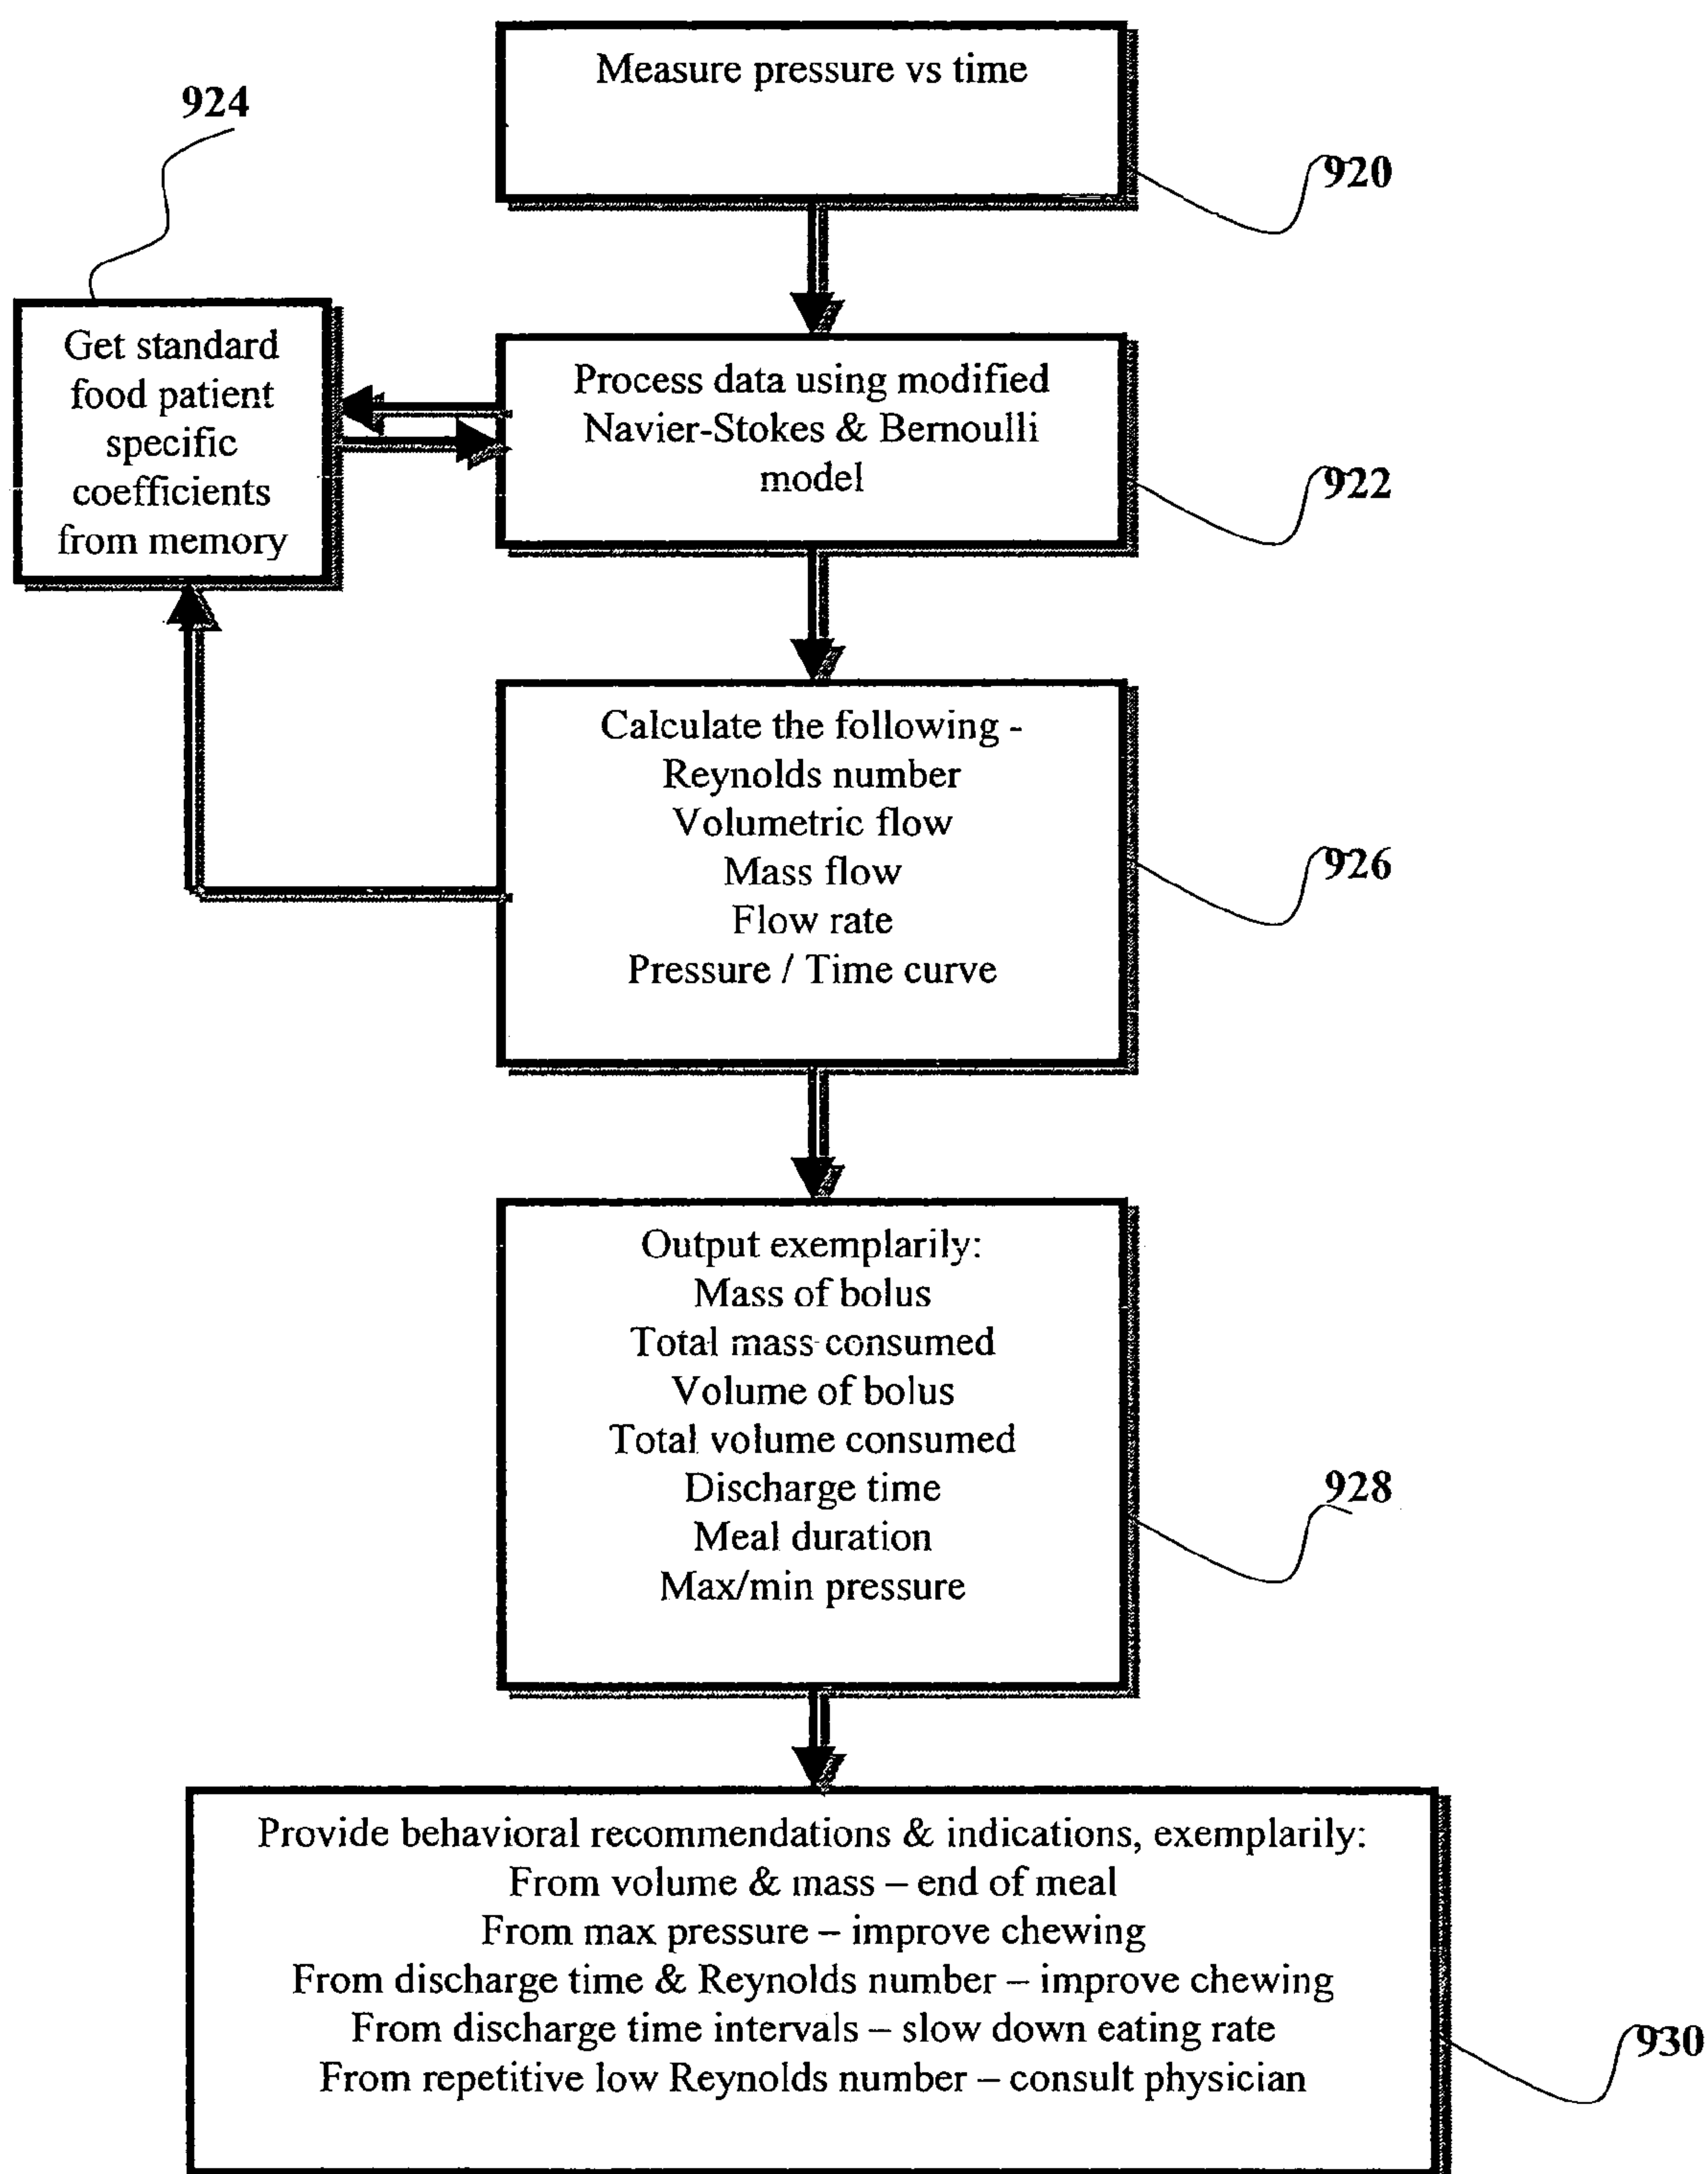 Measure pressure vs time
924
920
Get standard
food patient
specific
coefficients
from memory
Process data using modified
Navier-Stokes & Bernoulli
model
922
Calculate the following -
Reynolds number
Volumetric flow
Mass flow
Flow rate
Pressure / Time curve
926
Output exemplarily:
Mass of bolus
Total mass consumed
Volume of bolus
Total volume consumed
Discharge time
Meal duration
Max/min pressure
928
Provide behavioral recommendations & indications, exemplarily:
From volume & mass – end of meal
From max pressure – improve chewing
From discharge time & Reynolds number – improve chewing
From discharge time intervals – slow down eating rate
From repetitive low Reynolds number – consult physician
930